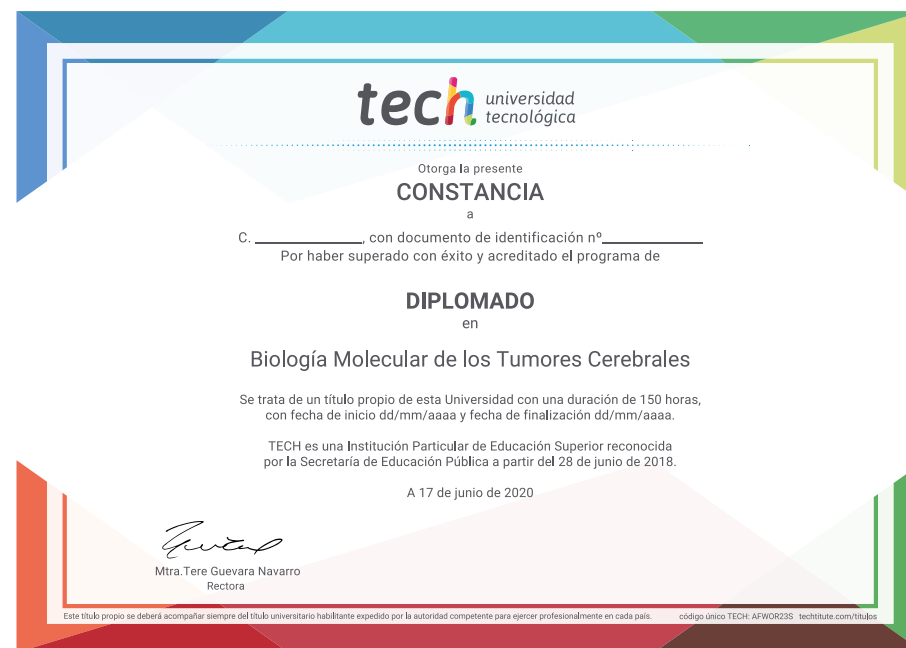 tech universidad
tecnológica
Otorga la presente
CONSTANCIA
a
C. ____________, con documento de identificación nº____________
Por haber superado con éxito y acreditado el programa de
DIPLOMADO
en
Biología Molecular de los Tumores Cerebrales
Se trata de un título propio de esta Universidad con una duración de 150 horas,
con fecha de inicio dd/mm/aaaa y fecha de finalización dd/mm/aaaa.
TECH es una Institución Particular de Educación Superior reconocida
por la Secretaría de Educación Pública a partir del 28 de junio de 2018.
A 17 de junio de 2020
Mtra.Tere Guevara Navarro
Rectora
Este título propio se deberá acompañar siempre del título universitario habilitante expedido por la autoridad competente para ejercer profesionalmente en cada país. código único TECH: AFWOR23S techtitute.com/títulos